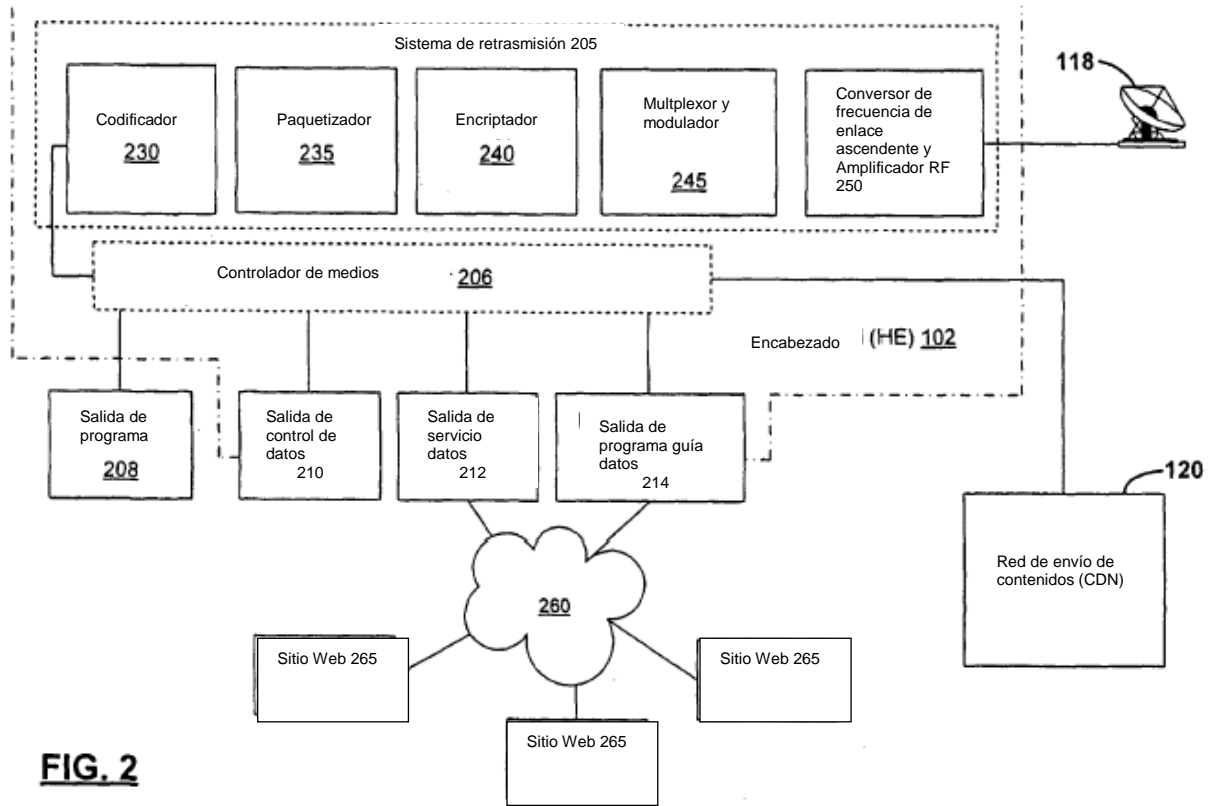 Sistema de retrasmisión 205
118
Codificador
230
Paquetizador
235
Encriptador
240
Multplexor y
modulador
245
Conversor de
frecuencia de
enlace
ascendente y
Amplificador RF
250
Controlador de medios
206
Encabezado (HE) 102
Salida de
programa
208
Salida de
control de
datos
210
Salida de
servicio
datos
212
Salida de
programa guía
datos
214
120
Red de envío de
contenidos (CDN)
260
Sitio Web 265
Sitio Web 265
Sitio Web 265
FIG. 2